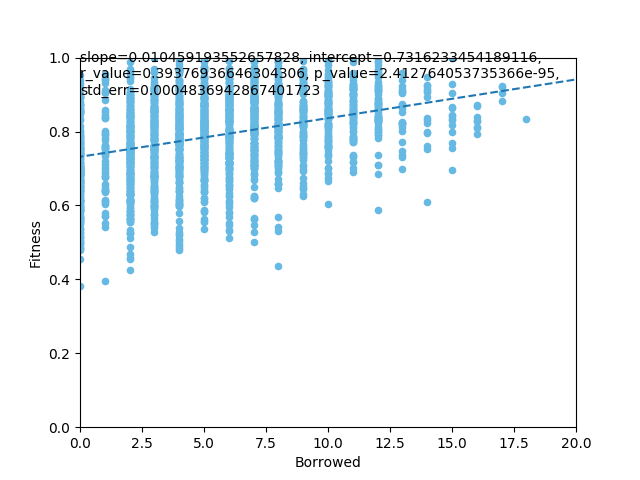 slope=0.010459193552657828, intercept=0.7316233454189116,
r_value=0.39376936646304306, p_value=2.412764053735366e-95,
std_err=0.0004836942867401723
1.0
0.8
0.6
0.4
0.2
0.0
Fitness
0.0 2.5 5.0 7.5 10.0 12.5 15.0 17.5 20.0
Borrowed